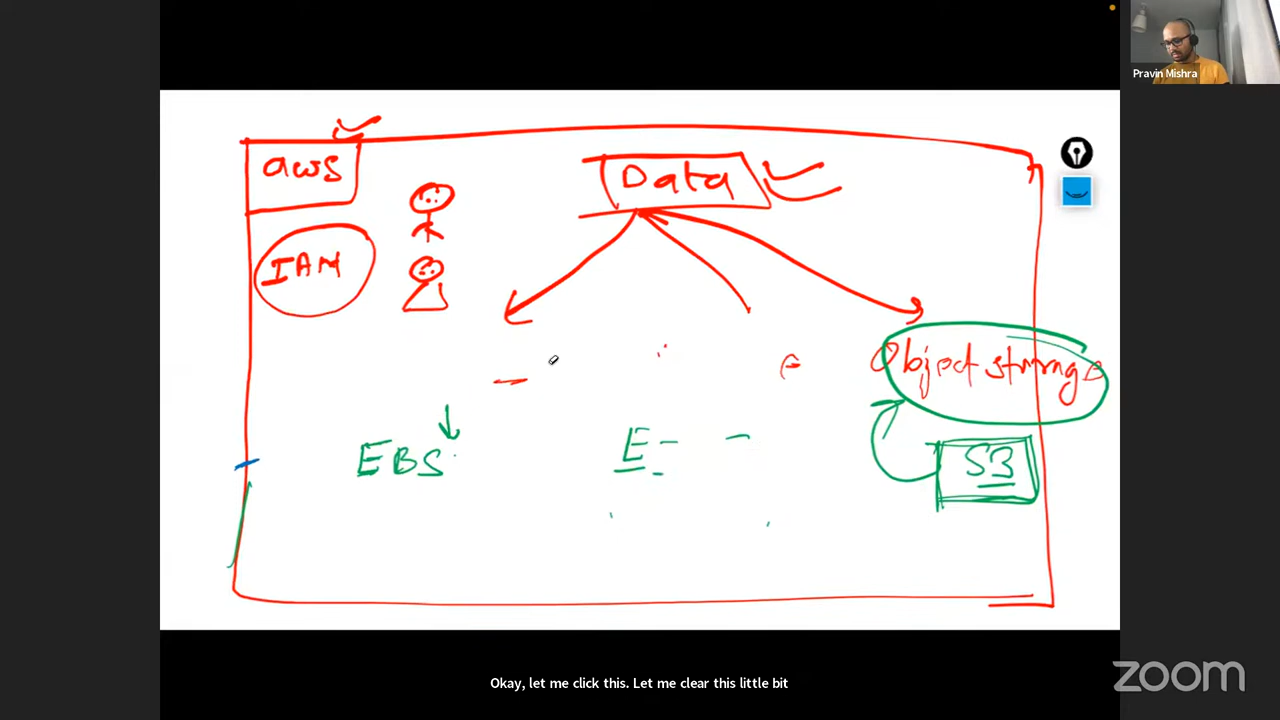 Pravin Mishra
aws
Data
IAM
Object storage
EBS
E
S3
Okay, let me click this. Let me clear this little bit
zoom